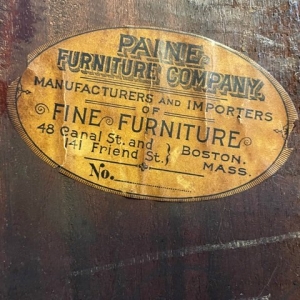 PAINE
FURNITURE COMPANY.
MANUFACTURERS AND IMPORTERS
OF
FINE FURNITURE
48 Canal St. and
141 Friend St. } BOSTON.
MASS.
No.